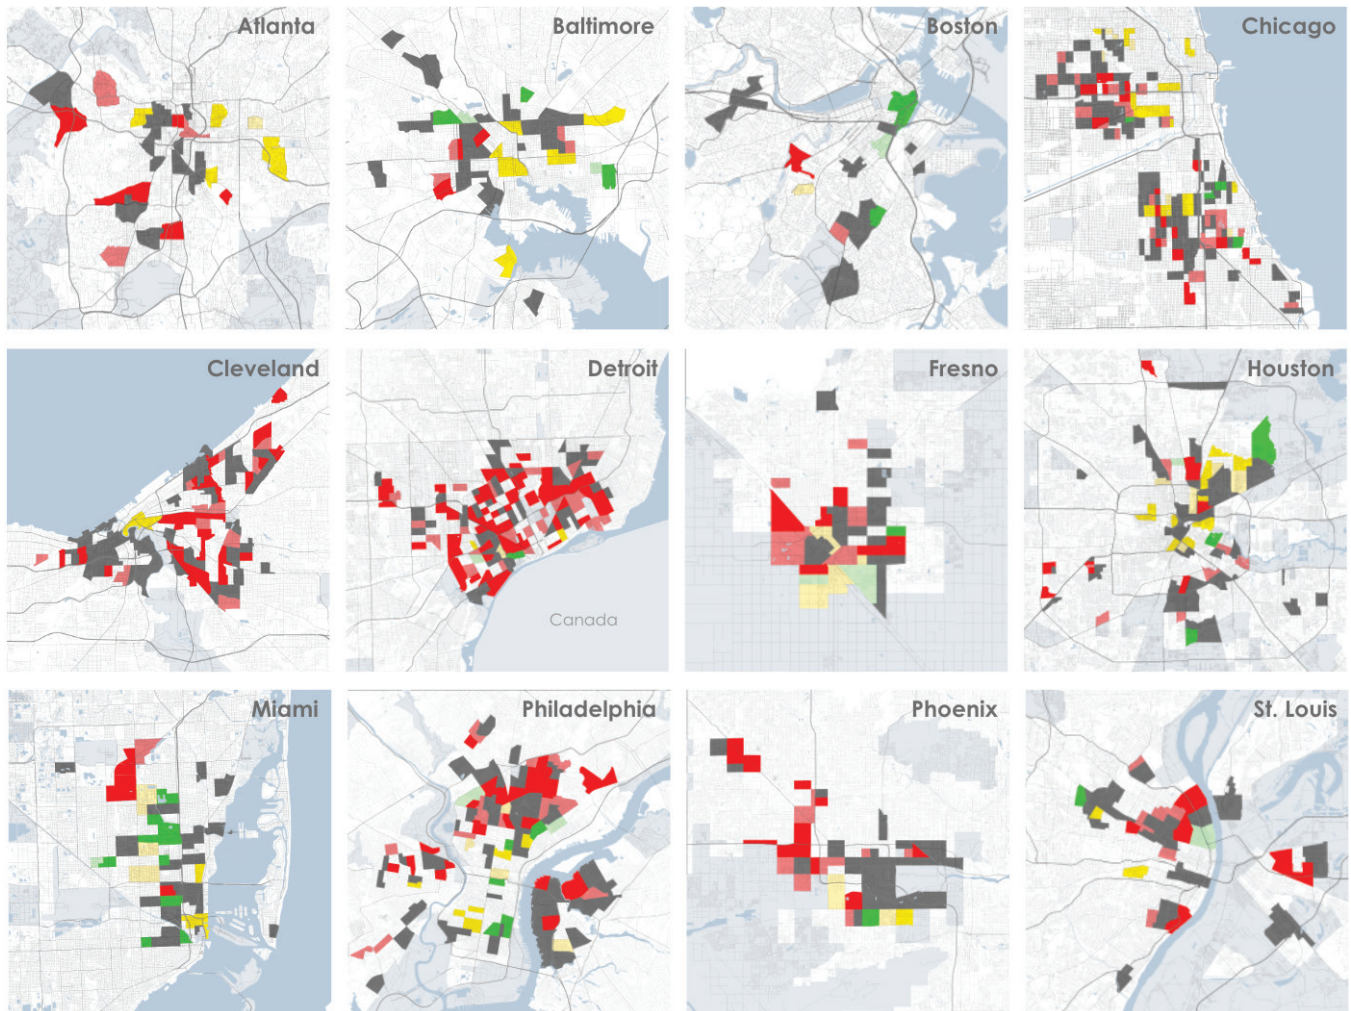 Atlanta
Baltimore
Boston
Chicago
Cleveland
Detroit
Fresno
Houston
Canada
Miami
Philadelphia
Phoenix
St. Louis